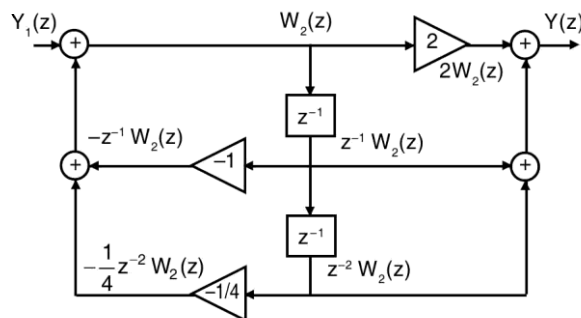 Y₁(z) W₂(z) Y(z)
+ 2 +
2W₂(z)
z⁻¹
−z⁻¹ W₂(z) z⁻¹ W₂(z)
+ −1 +
z⁻¹
−1/4 z⁻² W₂(z) z⁻² W₂(z)
−1/4